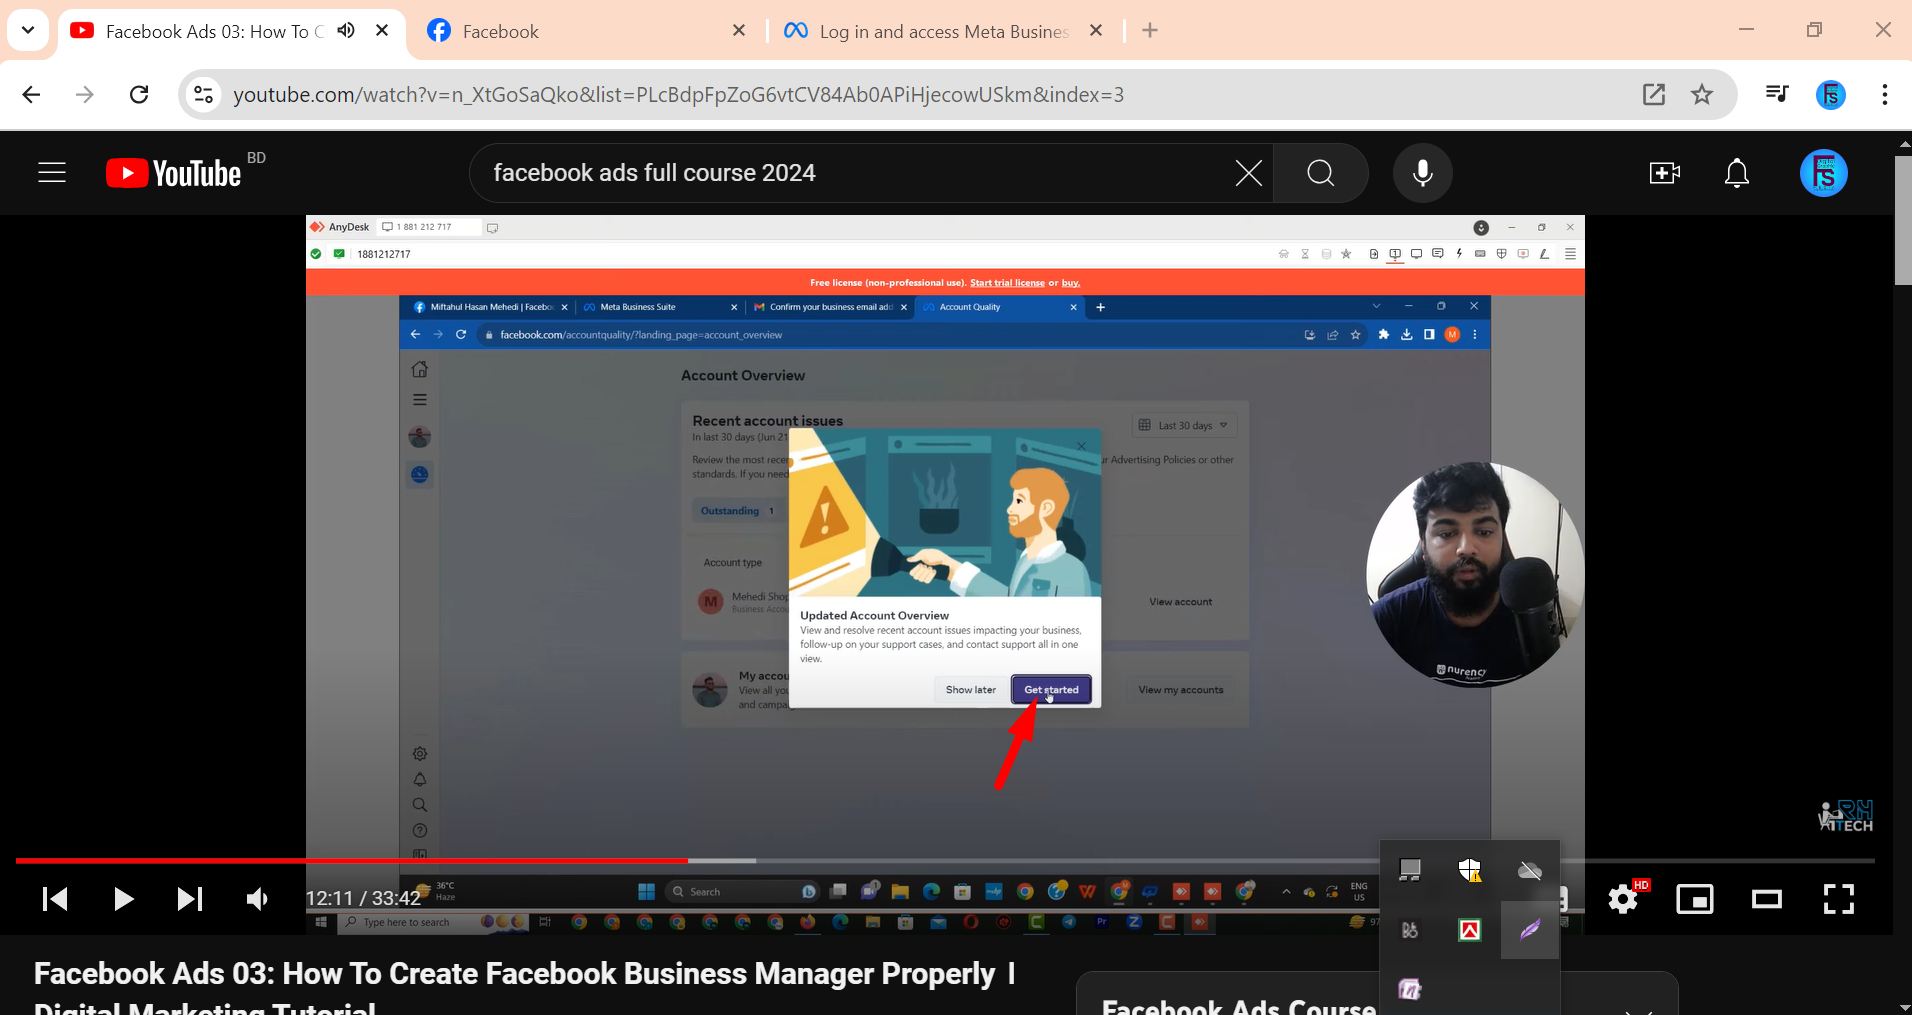 Facebook Ads 03: How To C
Facebook
Log in and access Meta Busines
youtube.com/watch?v=n_XtGoSaQko&list=PLcBdpFpZoG6vtCV84Ab0APiHjecowUSkm&index=3
YouTube BD
facebook ads full course 2024
AnyDesk
1 881 212 717
1881212717
Free license (non-professional use). Start trial license or buy.
Miftahul Hasan Mehedi | Facebo
Meta Business Suite
Confirm your business email add
Account Quality
facebook.com/accountquality/?landing_page=account_overview
M
Account Overview
Recent account issues
In last 30 days (Jun 21
Last 30 days
Review the most rece
r Advertising Policies or other
standards. If you need
Outstanding 1
Account type
M
Mehedi Shop
Business Accou
View account
Updated Account Overview
View and resolve recent account issues impacting your business,
follow-up on your support cases, and contact support all in one
view.
Show later
Get started
My accou
View all you
and campa
View my accounts
nurency
RH
TECH
12:11 / 33:42
HD
36°C
Haze
Search
ENG
US
Type here to search
97
Facebook Ads 03: How To Create Facebook Business Manager Properly |
Digital Marketing Tutorial
Facebook Ads Course